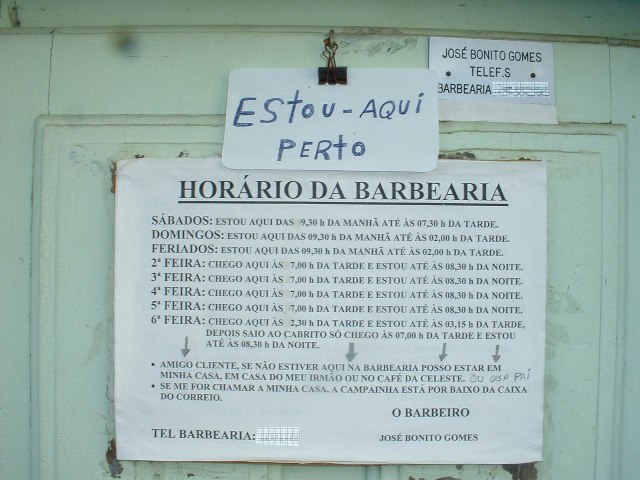 JOSÉ BONITO GOMES
TELEF.S
BARBEARIA
ESTOU-AQUI
PERTO
HORÁRIO DA BARBEARIA
SÁBADOS: ESTOU AQUI DAS 9,30 h DA MANHÃ ATÉ ÀS 07,30 h DA TARDE.
DOMINGOS: ESTOU AQUI DAS 09,30 h DA MANHÃ ATÉ ÀS 02,00 h DA TARDE.
FERIADOS: ESTOU AQUI DAS 09,30 h DA MANHÃ ATÉ ÀS 02,00 h DA TARDE.
2ª FEIRA: CHEGO AQUI ÀS 7,00 h DA TARDE E ESTOU ATÉ ÀS 08,30 h DA NOITE.
3ª FEIRA: CHEGO AQUI ÀS 7,00 h DA TARDE E ESTOU ATÉ ÀS 08,30 h DA NOITE.
4ª FEIRA: CHEGO AQUI ÀS 7,00 h DA TARDE E ESTOU ATÉ ÀS 08,30 h DA NOITE.
5ª FEIRA: CHEGO AQUI ÀS 7,00 h DA TARDE E ESTOU ATÉ ÀS 08,30 h DA NOITE.
6ª FEIRA: CHEGO AQUI ÀS 2,30 h DA TARDE E ESTOU ATÉ ÀS 03,15 h DA TARDE,
DEPOIS SAIO AO CABRITO SÓ CHEGO ÀS 07,00 h DA TARDE E ESTOU
ATÉ ÀS 08,30 h DA NOITE.
• AMIGO CLIENTE, SE NÃO ESTIVER AQUI NA BARBEARIA POSSO ESTAR EM
MINHA CASA, EM CASA DO MEU IRMÃO OU NO CAFÉ DA CELESTE. OU CASA PAI
• SE ME FOR CHAMAR A MINHA CASA, A CAMPAINHA ESTÁ POR BAIXO DA CAIXA
DO CORREIO.
O BARBEIRO
TEL BARBEARIA: JOSÉ BONITO GOMES